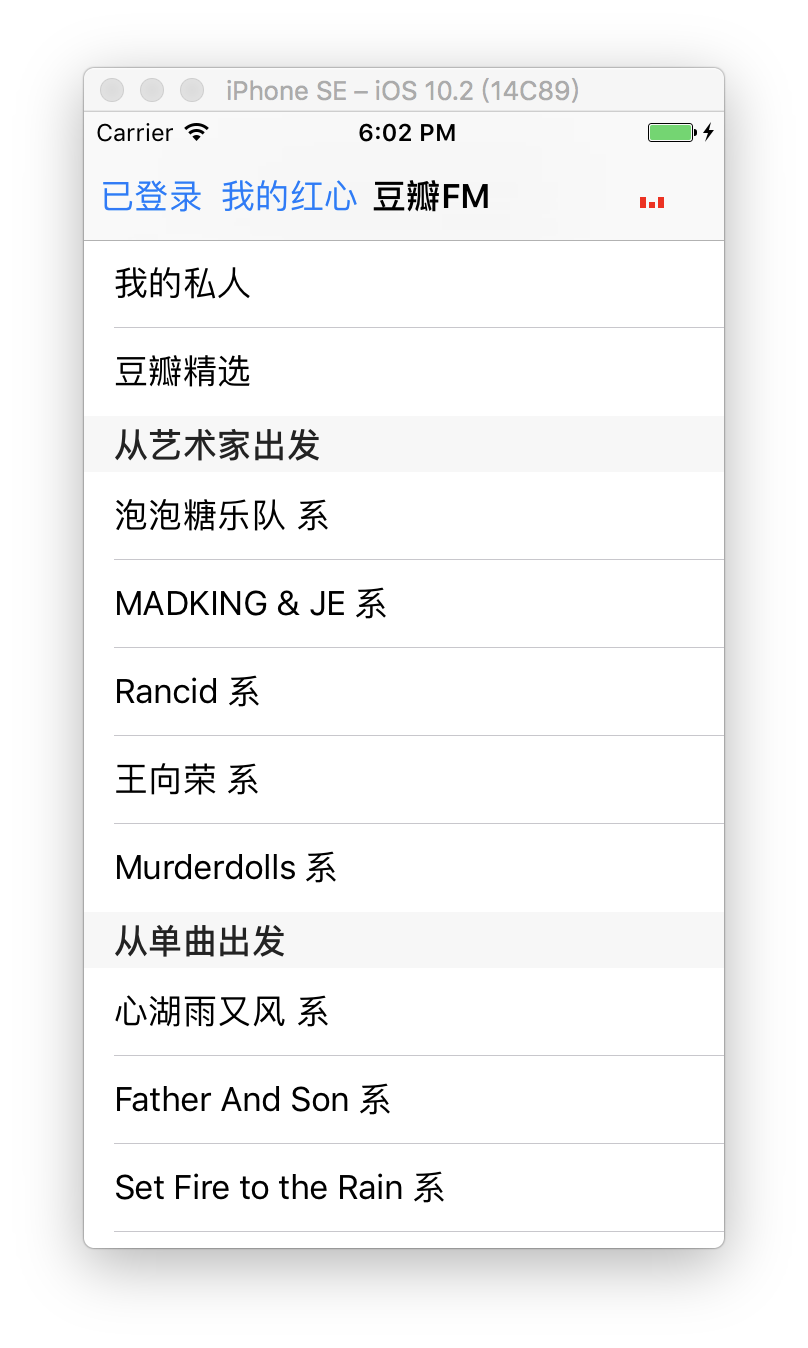 iPhone SE – iOS 10.2 (14C89)
Carrier 6:02 PM
已登录 我的红心 豆瓣FM
我的私人
豆瓣精选
从艺术家出发
泡泡糖乐队 系
MADKING & JE 系
Rancid 系
王向荣 系
Murderdolls 系
从单曲出发
心湖雨又风 系
Father And Son 系
Set Fire to the Rain 系